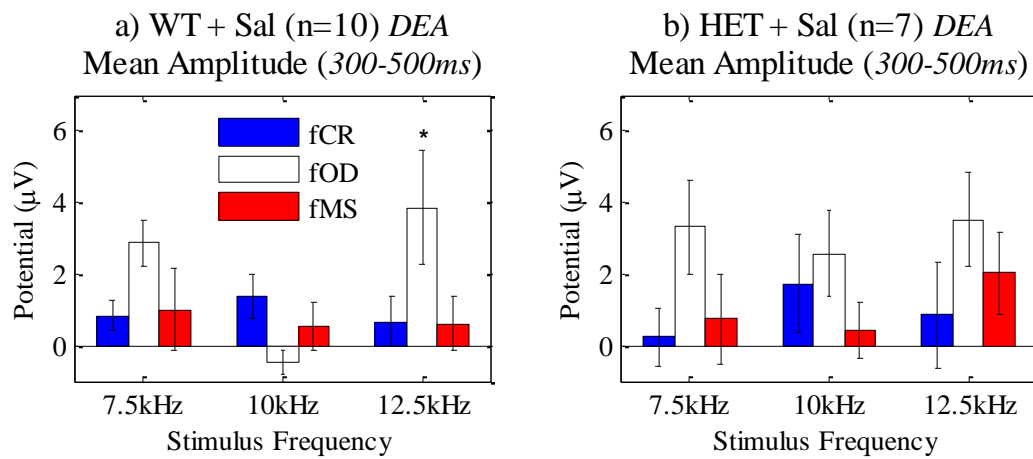 a) WT + Sal (n=10) DEA
Mean Amplitude (300-500ms)
6
4
2
0
Potential (µV)
*
fCR
fOD
fMS
7.5kHz 10kHz 12.5kHz
Stimulus Frequency
b) HET + Sal (n=7) DEA
Mean Amplitude (300-500ms)
6
4
2
0
Potential (µV)
7.5kHz 10kHz 12.5kHz
Stimulus Frequency